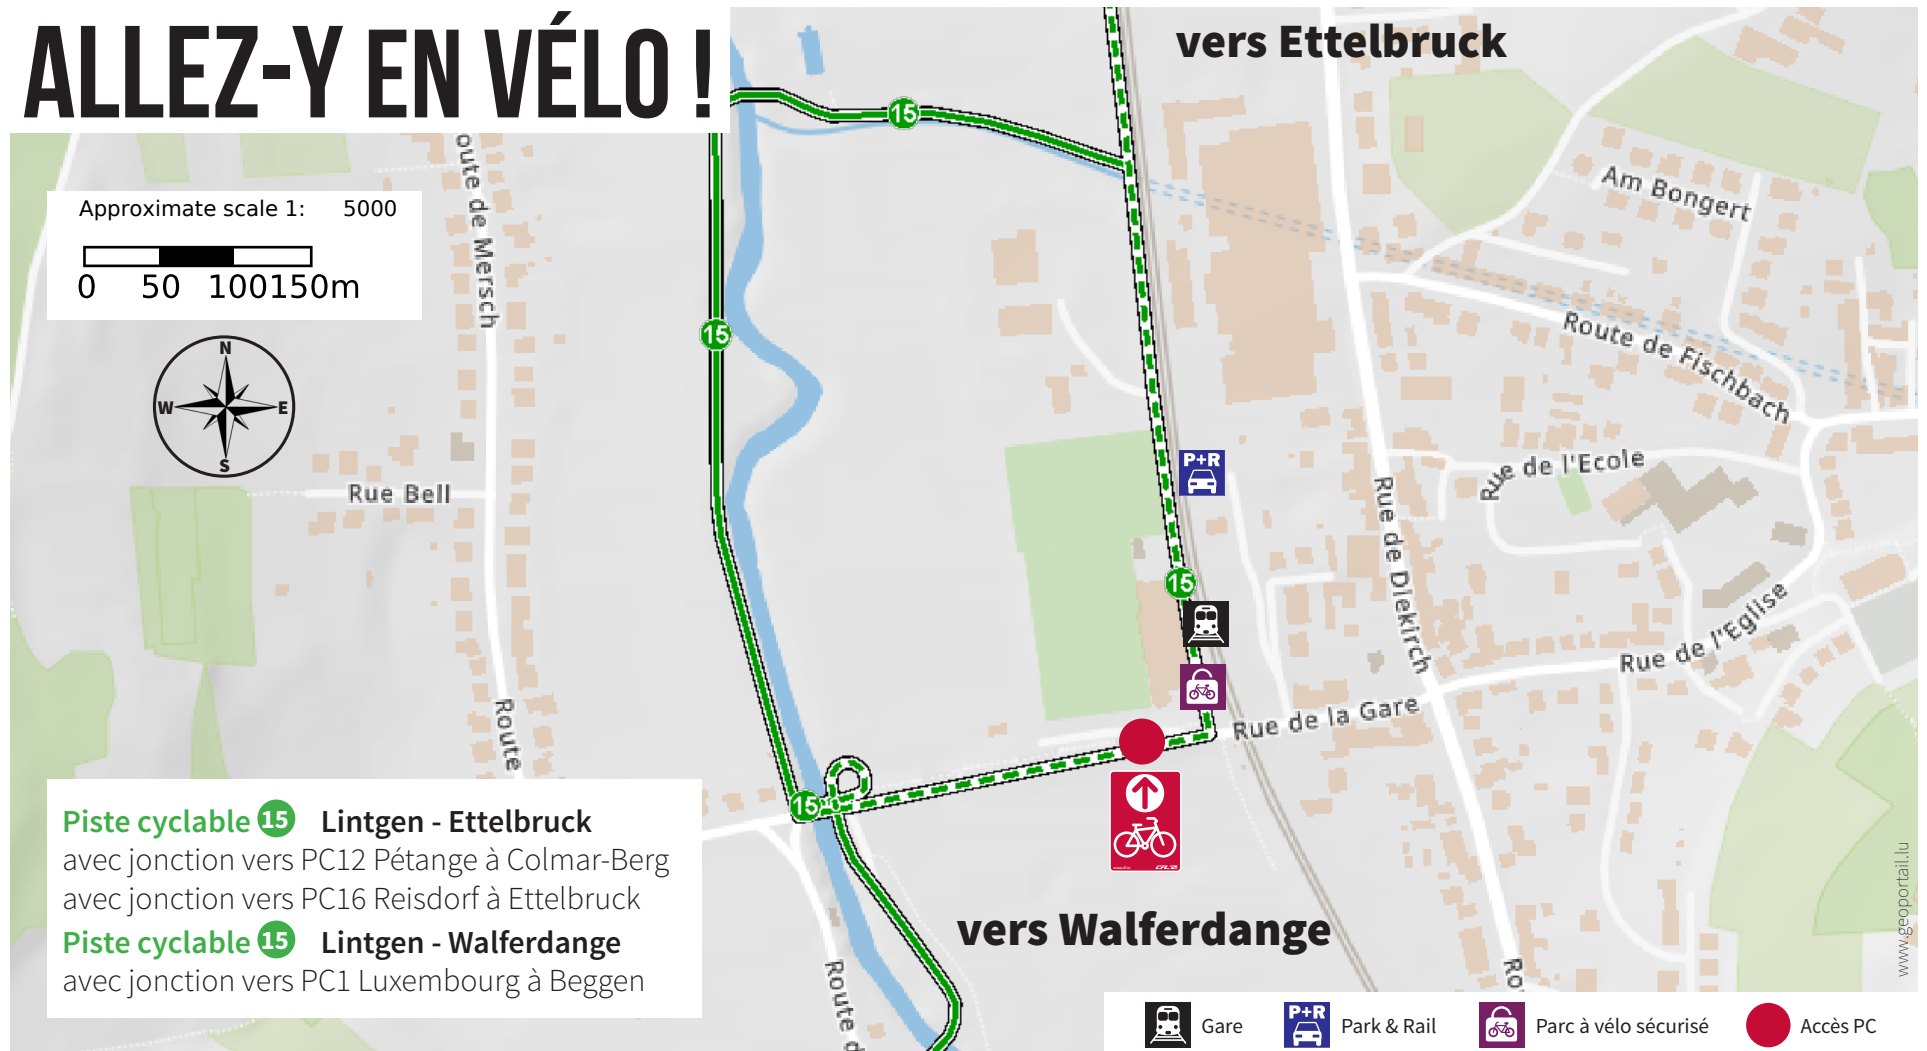 ALLEZ-Y EN VÉLO !
vers Ettelbruck
15
oute de Mersch
Am Bongert
Approximate scale 1: 5000
0 50 100150m
15
Route de Fischbach
N
W E
S
P+R
Rue de l'Ecole
Rue Bell
Rue de Diekirch
15
Rue de l'Eglise
Route
Rue de la Gare
15
Piste cyclable 15 Lintgen - Ettelbruck
avec jonction vers PC12 Pétange à Colmar-Berg
avec jonction vers PC16 Reisdorf à Ettelbruck
Piste cyclable 15 Lintgen - Walferdange
avec jonction vers PC1 Luxembourg à Beggen
vers Walferdange
Route d
Ro
www.geoportail.lu
Gare
P+R
Park & Rail
Parc à vélo sécurisé
Accès PC